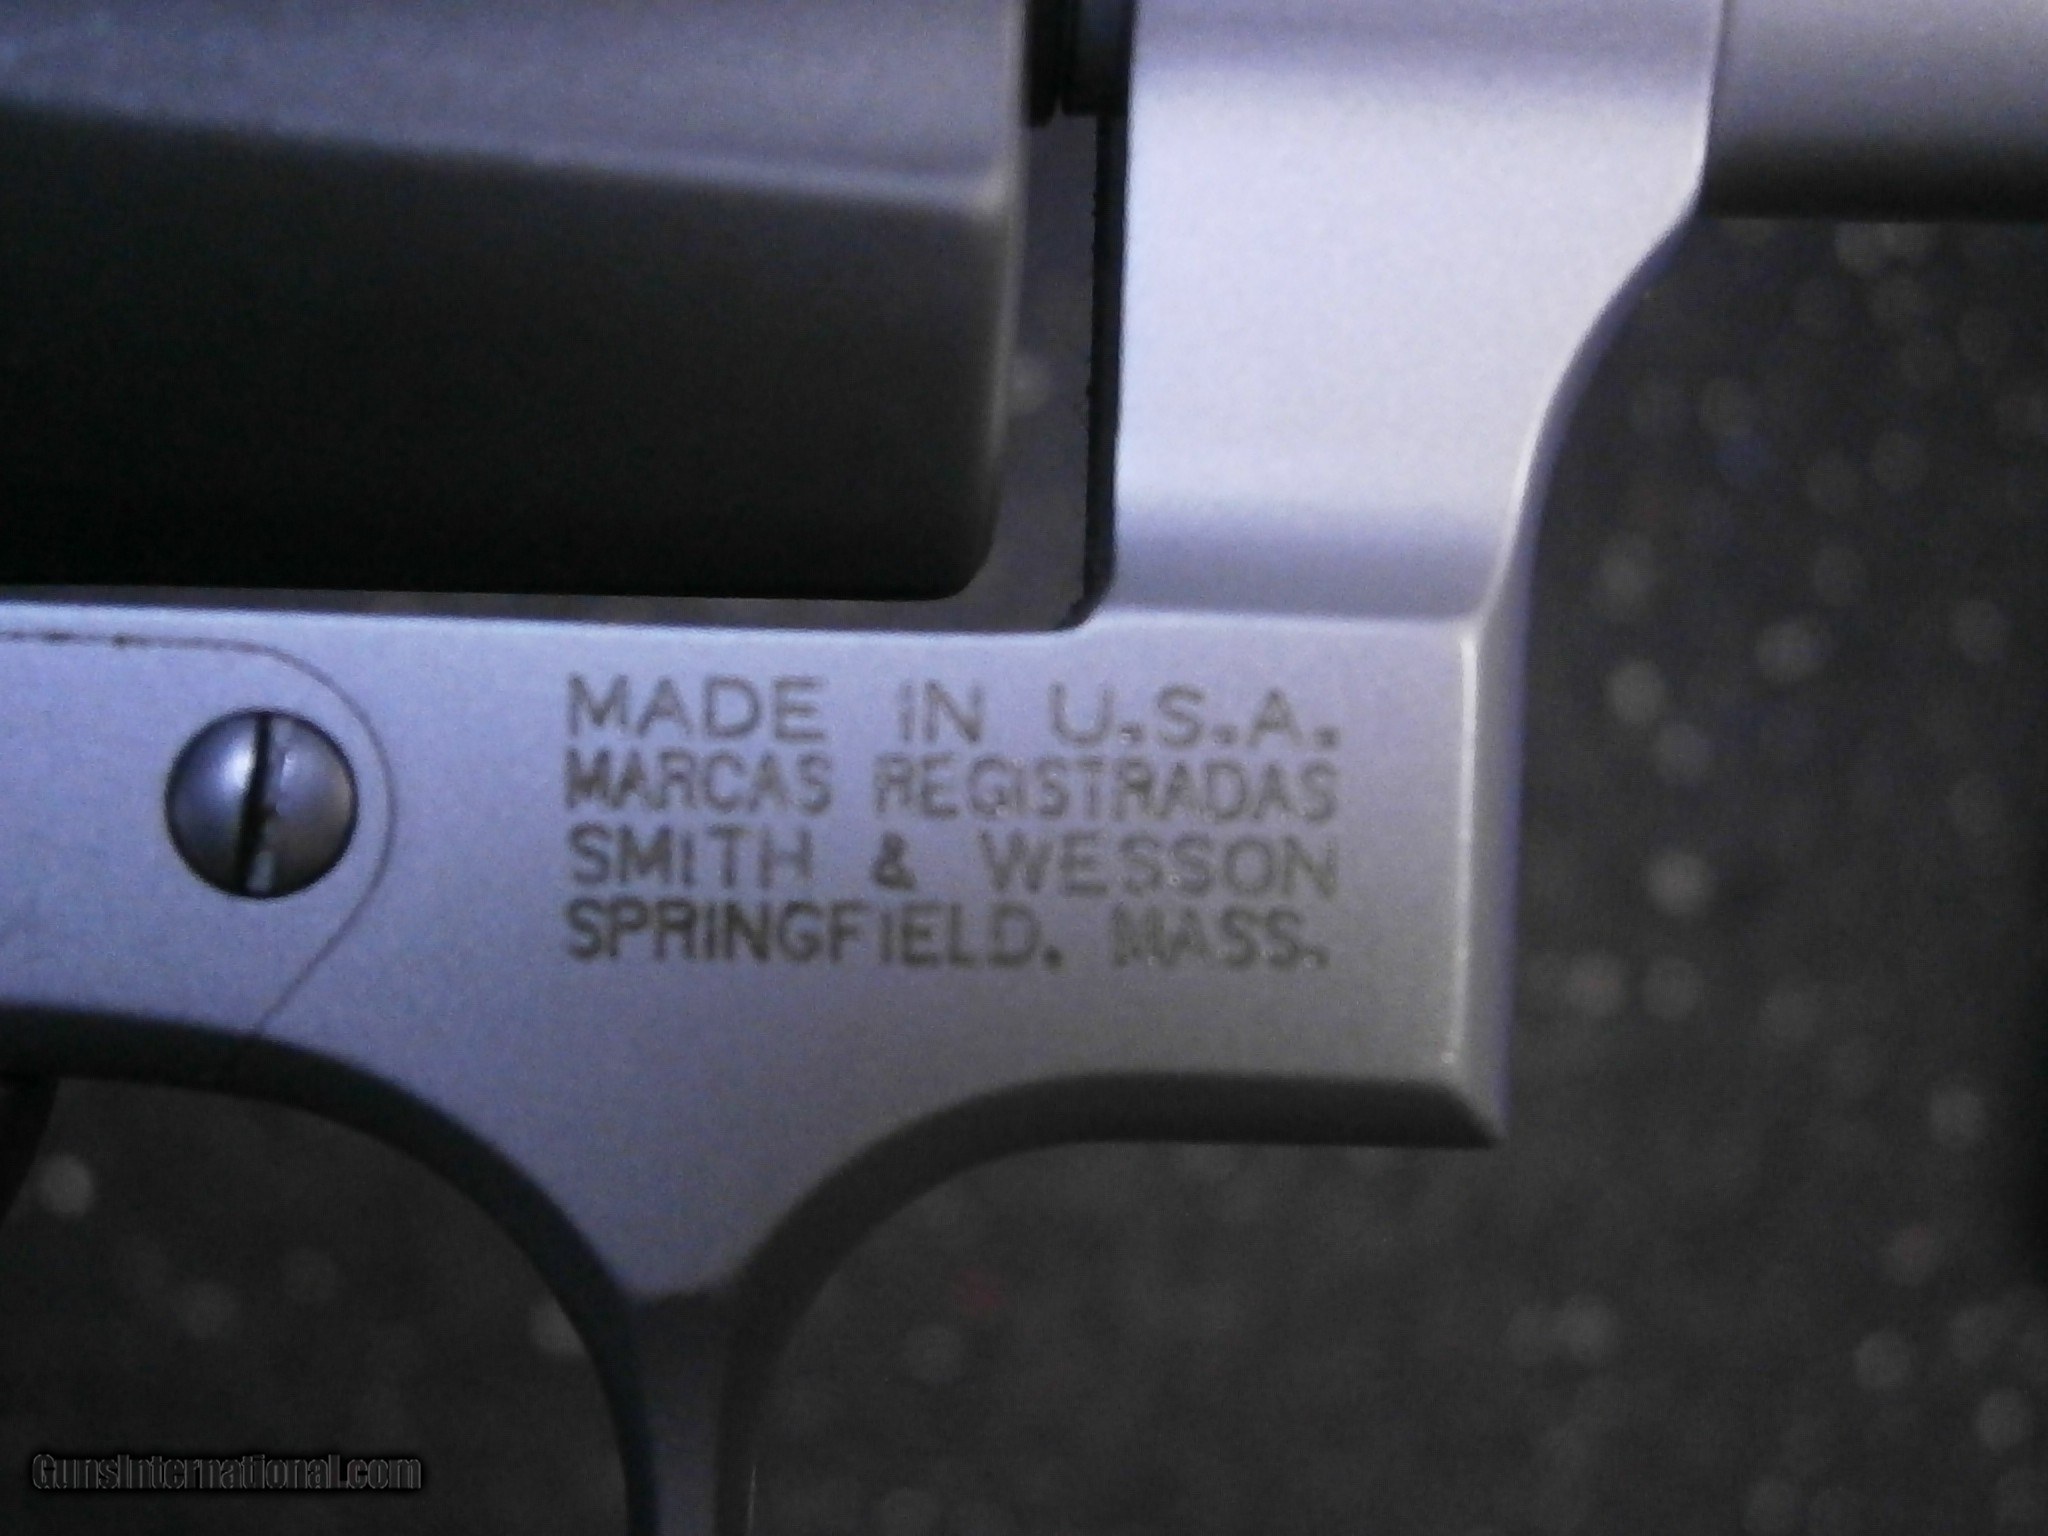 MADE IN U.S.A.
MARCAS REGISTRADAS
SMITH & WESSON
SPRINGFIELD. MASS.
GunsInternational.com